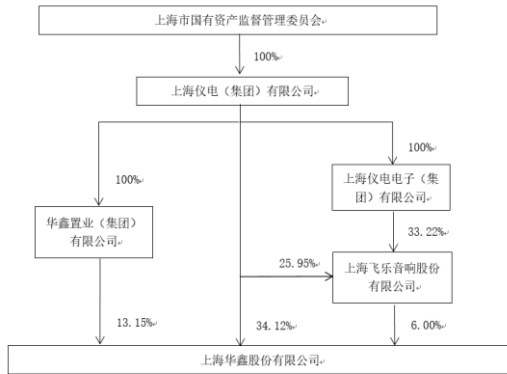 上海市国有资产监督管理委员会
100%
上海仪电（集团）有限公司
100%
100%
上海仪电电子（集
团）有限公司
华鑫置业（集团）
有限公司
33.22%
25.95%
上海飞乐音响股份
有限公司
13.15%
34.12%
6.00%
上海华鑫股份有限公司